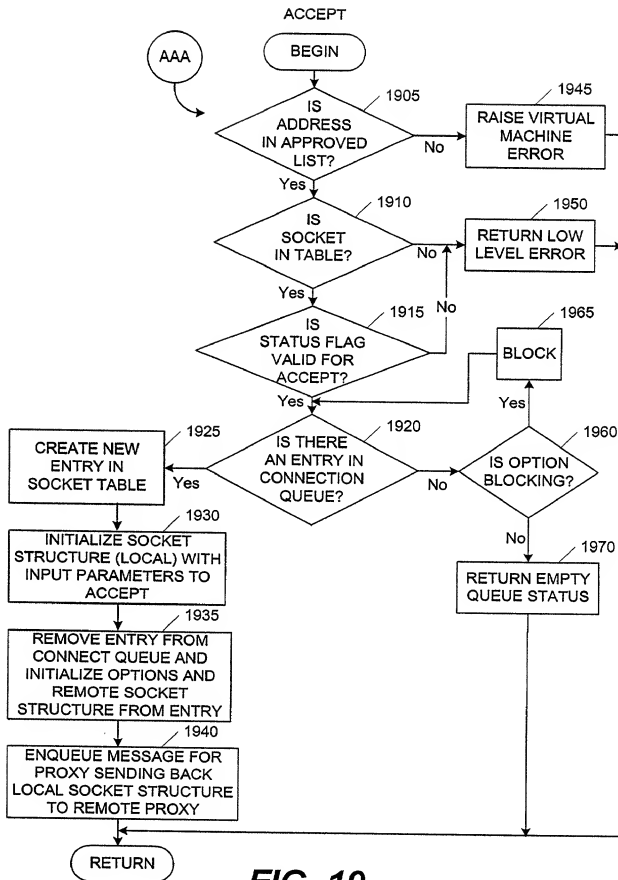 ACCEPT
AAA
BEGIN
1905
IS
ADDRESS
IN APPROVED
LIST?
No
Yes
1945
RAISE VIRTUAL
MACHINE
ERROR
1910
IS
SOCKET
IN TABLE?
No
Yes
1950
RETURN LOW
LEVEL ERROR
1915
IS
STATUS FLAG
VALID FOR
ACCEPT?
No
Yes
1965
BLOCK
Yes
1920
IS THERE
AN ENTRY IN
CONNECTION
QUEUE?
Yes
No
1960
IS OPTION
BLOCKING?
No
1970
RETURN EMPTY
QUEUE STATUS
1925
CREATE NEW
ENTRY IN
SOCKET TABLE
1930
INITIALIZE SOCKET
STRUCTURE (LOCAL) WITH
INPUT PARAMETERS TO
ACCEPT
1935
REMOVE ENTRY FROM
CONNECT QUEUE AND
INITIALIZE OPTIONS AND
REMOTE SOCKET
STRUCTURE FROM ENTRY
1940
ENQUEUE MESSAGE FOR
PROXY SENDING BACK
LOCAL SOCKET STRUCTURE
TO REMOTE PROXY
RETURN
FIG. 19